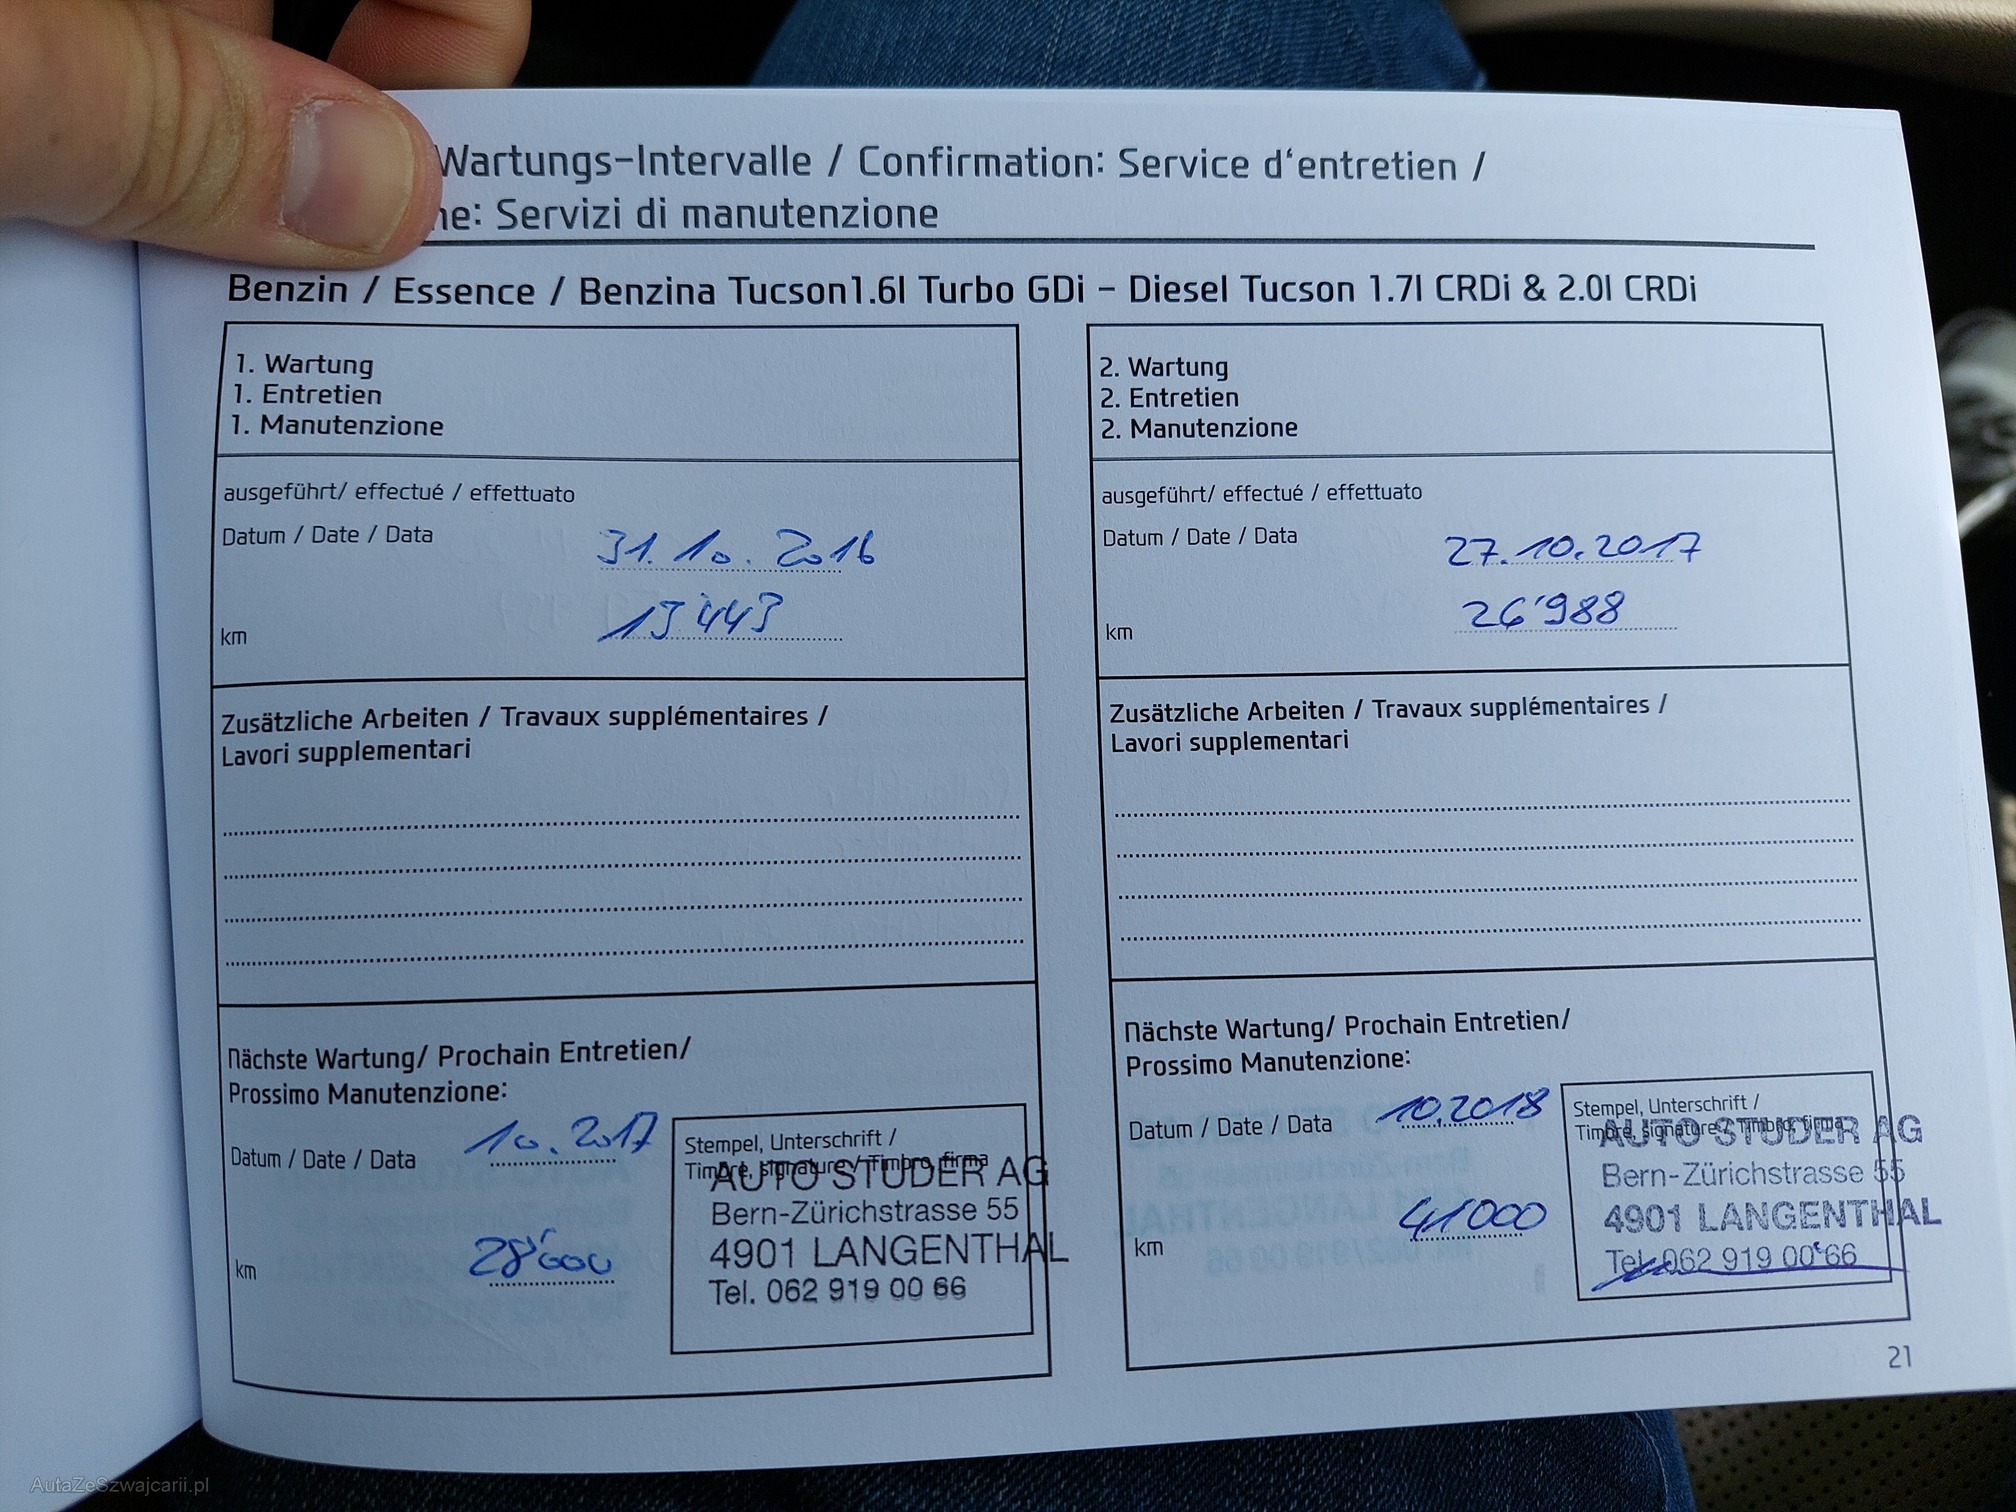 Wartungs-Intervalle / Confirmation: Service d'entretien /
ne: Servizi di manutenzione
Benzin / Essence / Benzina Tucson1.6l Turbo GDi – Diesel Tucson 1.7l CRDi & 2.0l CRDi
1. Wartung
1. Entretien
1. Manutenzione
ausgeführt/ effectué / effettuato
Datum / Date / Data 31.10.2016
km
Zusätzliche Arbeiten / Travaux supplémentaires /
Lavori supplementari
Nächste Wartung/ Prochain Entretien/
Prossimo Manutenzione:
Datum / Date / Data 10.2017
km 28'000
Stempel, Unterschrift /
Timbre, signature / Timbro, firma
AUTO STUDER AG
Bern-Zürichstrasse 55
4901 LANGENTHAL
Tel. 062 919 00 66
2. Wartung
2. Entretien
2. Manutenzione
ausgeführt/ effectué / effettuato
Datum / Date / Data 27.10.2017
km 26'988
Zusätzliche Arbeiten / Travaux supplémentaires /
Lavori supplementari
Nächste Wartung/ Prochain Entretien/
Prossimo Manutenzione:
Datum / Date / Data 10.2018
km 41000
Stempel, Unterschrift /
Timbre, signature / Timbro, firma
AUTO STUDER AG
Bern-Zürichstrasse 55
4901 LANGENTHAL
Tel. 062 919 00 66
21
AutaZeSzwajcarii.pl